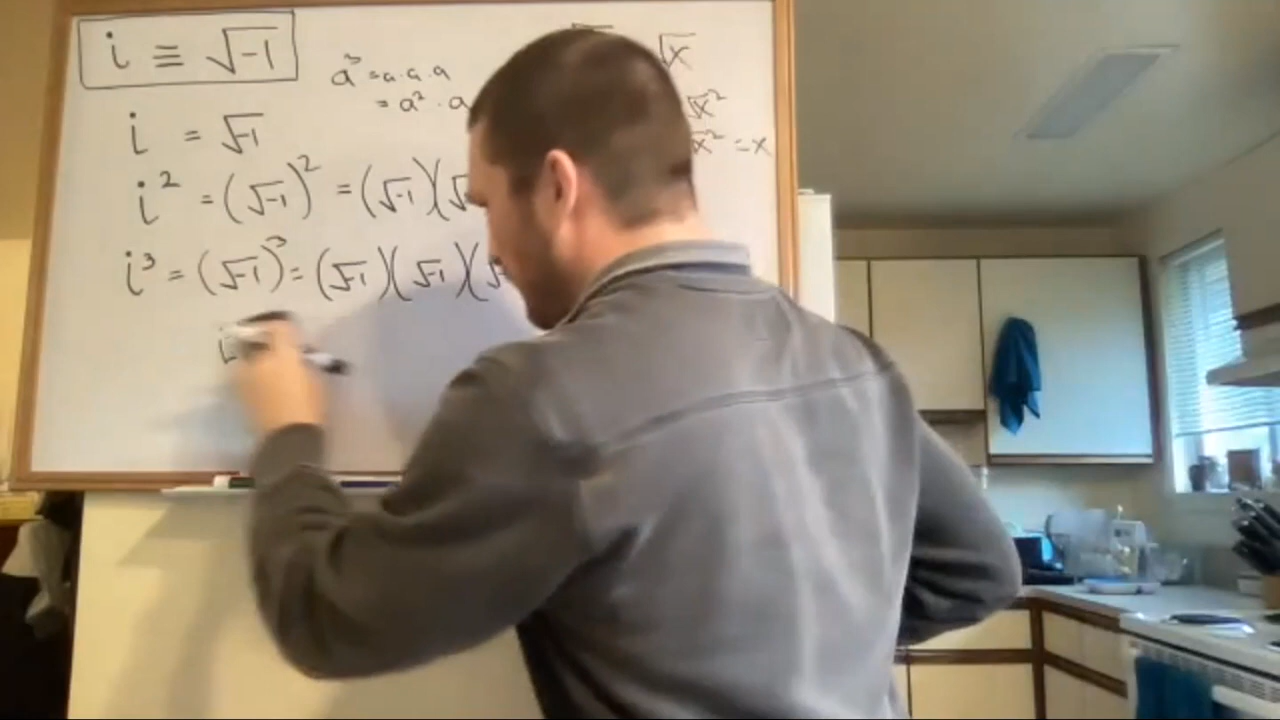 i ≡ √-1
a³ = a·a·a
= a² · a
√x
√x²
x² = x
i = √-1
i² = (√-1)² = (√-1)(√
i³ = (√-1)³ = (√-1)(√-1)(√
i